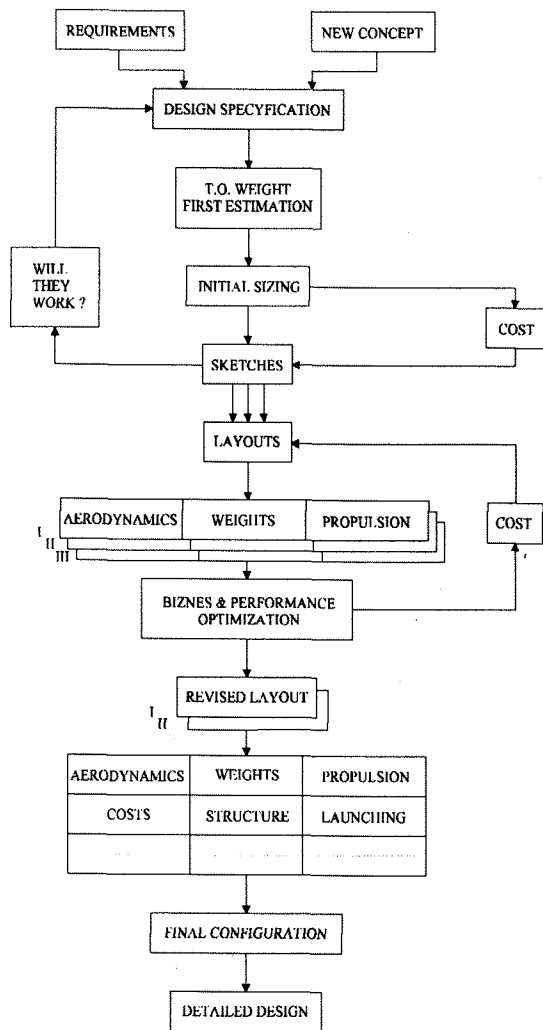 REQUIREMENTS
NEW CONCEPT
DESIGN SPECYFICATION
T.O. WEIGHT
FIRST ESTIMATION
WILL
THEY
WORK ?
INITIAL SIZING
COST
SKETCHES
LAYOUTS
AERODYNAMICS
WEIGHTS
PROPULSION
I
II
III
COST
BIZNES & PERFORMANCE
OPTIMIZATION
REVISED LAYOUT
I
II
AERODYNAMICS
WEIGHTS
PROPULSION
COSTS
STRUCTURE
LAUNCHING
FINAL CONFIGURATION
DETAILED DESIGN